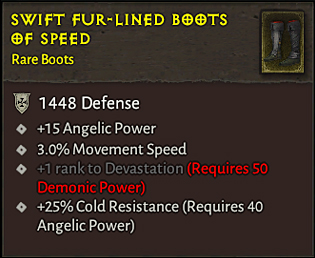 SWIFT FUR-LINED BOOTS
OF SPEED
Rare Boots
1448 Defense
+15 Angelic Power
3.0% Movement Speed
+1 rank to Devastation (Requires 50
Demonic Power)
+25% Cold Resistance (Requires 40
Angelic Power)